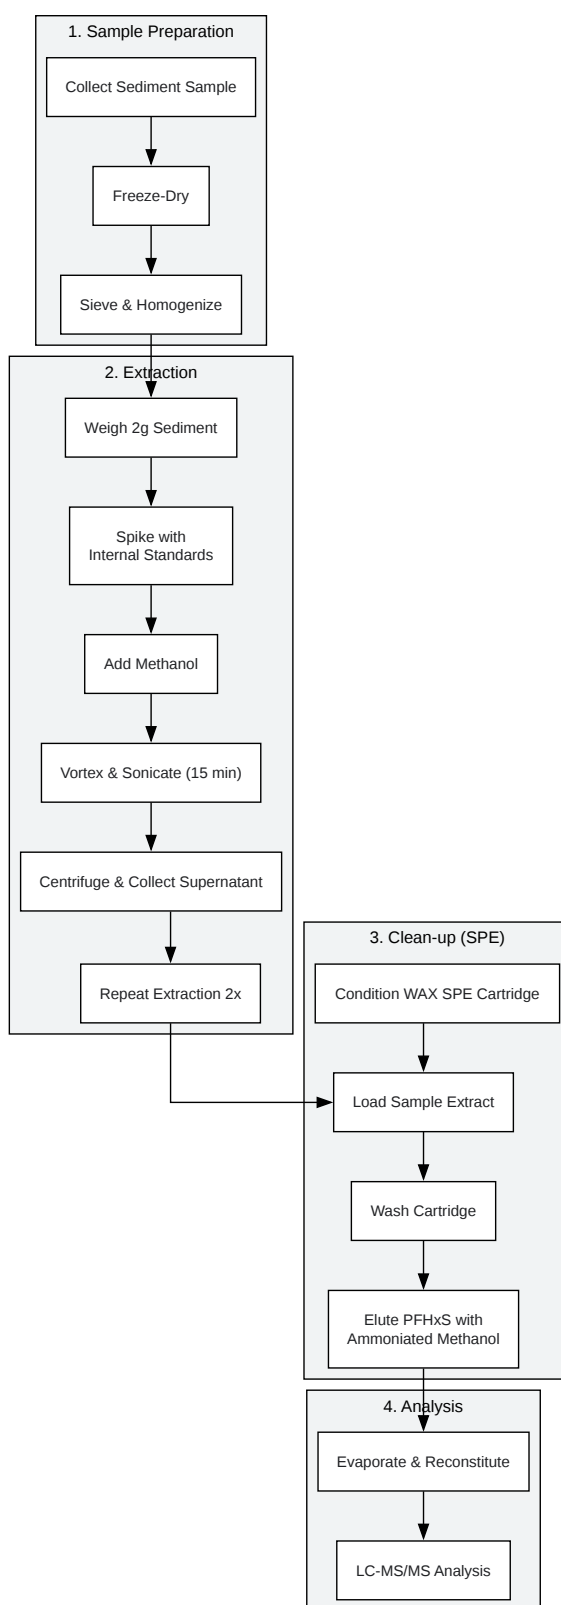 1. Sample Preparation
Collect Sediment Sample
Freeze-Dry
Sieve & Homogenize
2. Extraction
Weigh 2g Sediment
Spike with
Internal Standards
Add Methanol
Vortex & Sonicate (15 min)
Centrifuge & Collect Supernatant
Repeat Extraction 2x
3. Clean-up (SPE)
Condition WAX SPE Cartridge
Load Sample Extract
Wash Cartridge
Elute PFHxS with
Ammoniated Methanol
4. Analysis
Evaporate & Reconstitute
LC-MS/MS Analysis